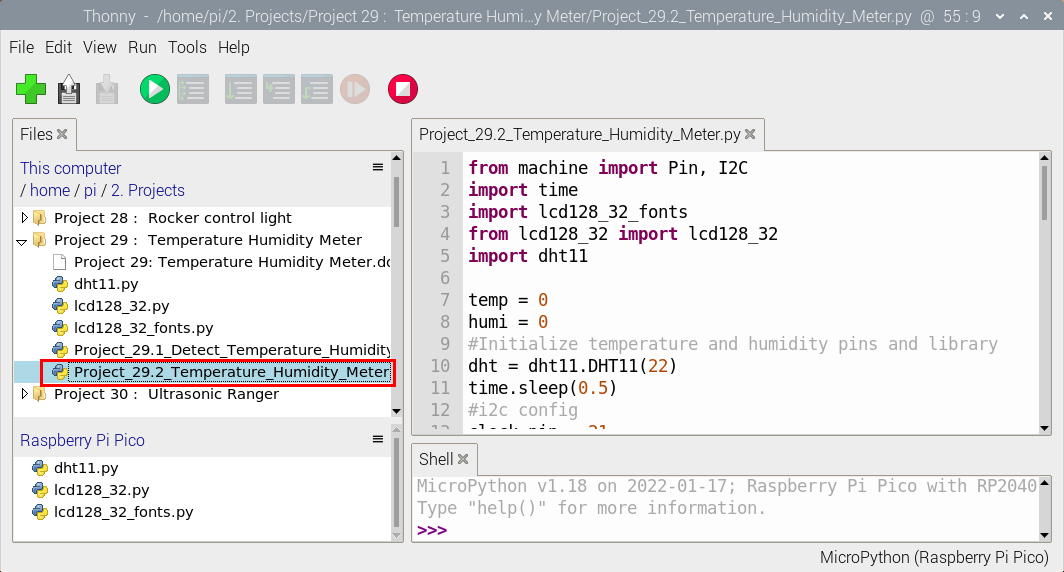 Thonny - /home/pi/2. Projects/Project 29 : Temperature Humi…y Meter/Project_29.2_Temperature_Humidity_Meter.py @ 55 : 9
File Edit View Run Tools Help
Files
This computer
/ home / pi / 2. Projects
Project 28 : Rocker control light
Project 29 : Temperature Humidity Meter
Project 29: Temperature Humidity Meter.dc
dht11.py
lcd128_32.py
lcd128_32_fonts.py
Project_29.1_Detect_Temperature_Humidity
Project_29.2_Temperature_Humidity_Meter
Project 30 : Ultrasonic Ranger
Raspberry Pi Pico
dht11.py
lcd128_32.py
lcd128_32_fonts.py
Project_29.2_Temperature_Humidity_Meter.py
1 from machine import Pin, I2C
2 import time
3 import lcd128_32_fonts
4 from lcd128_32 import lcd128_32
5 import dht11
6
7 temp = 0
8 humi = 0
9 #Initialize temperature and humidity pins and library
10 dht = dht11.DHT11(22)
11 time.sleep(0.5)
12 #i2c config
Shell
MicroPython v1.18 on 2022-01-17; Raspberry Pi Pico with RP2040
Type "help()" for more information.
>>>
MicroPython (Raspberry Pi Pico)